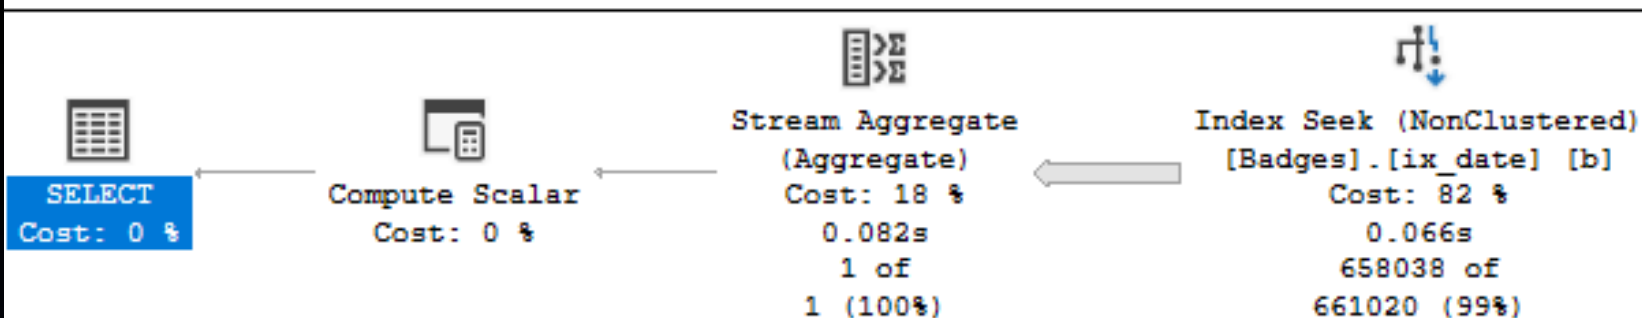 SELECT
Cost: 0 %
Compute Scalar
Cost: 0 %
Stream Aggregate
(Aggregate)
Cost: 18 %
0.082s
1 of
1 (100%)
Index Seek (NonClustered)
[Badges].[ix_date] [b]
Cost: 82 %
0.066s
658038 of
661020 (99%)